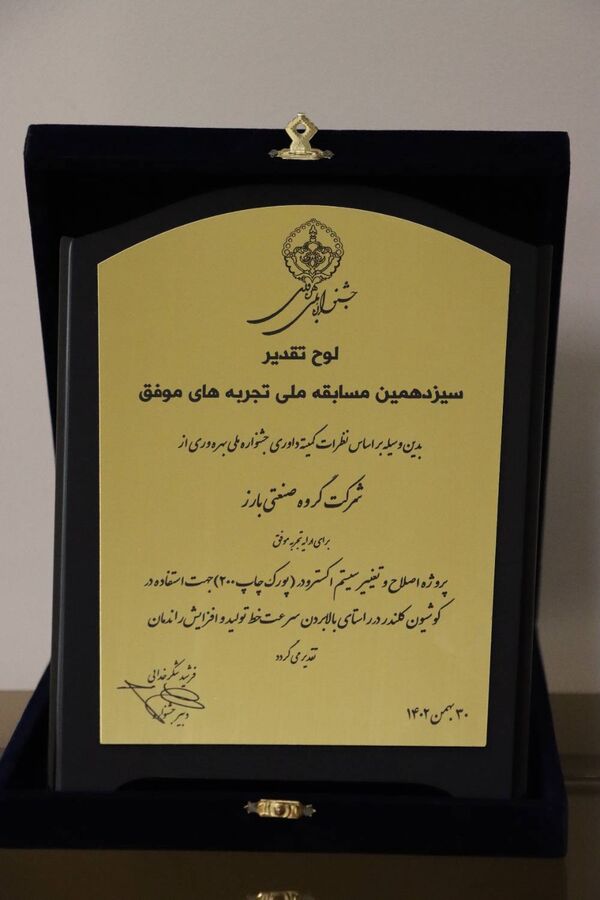 جشنواره ملی بهره وری
لوح تقدیر
سیزدهمین مسابقه ملی تجربه های موفق
بدین وسیله بر اساس نظرات کمیته داوری جشنواره ملی بهره وری از
شرکت گروه صنعتی بارز
برای ارایه تجربه موفق
پروژه اصلاح و تغییر سیستم اکسترودر (پورک چاپ ۲۰۰) جهت استفاده در
کوشیون کلندر در راستای بالا بردن سرعت خط تولید و افزایش راندمان
تقدیر می گردد
فرشید شکرخدائی
دبیر جشنواره
۳۰ بهمن ۱۴۰۲